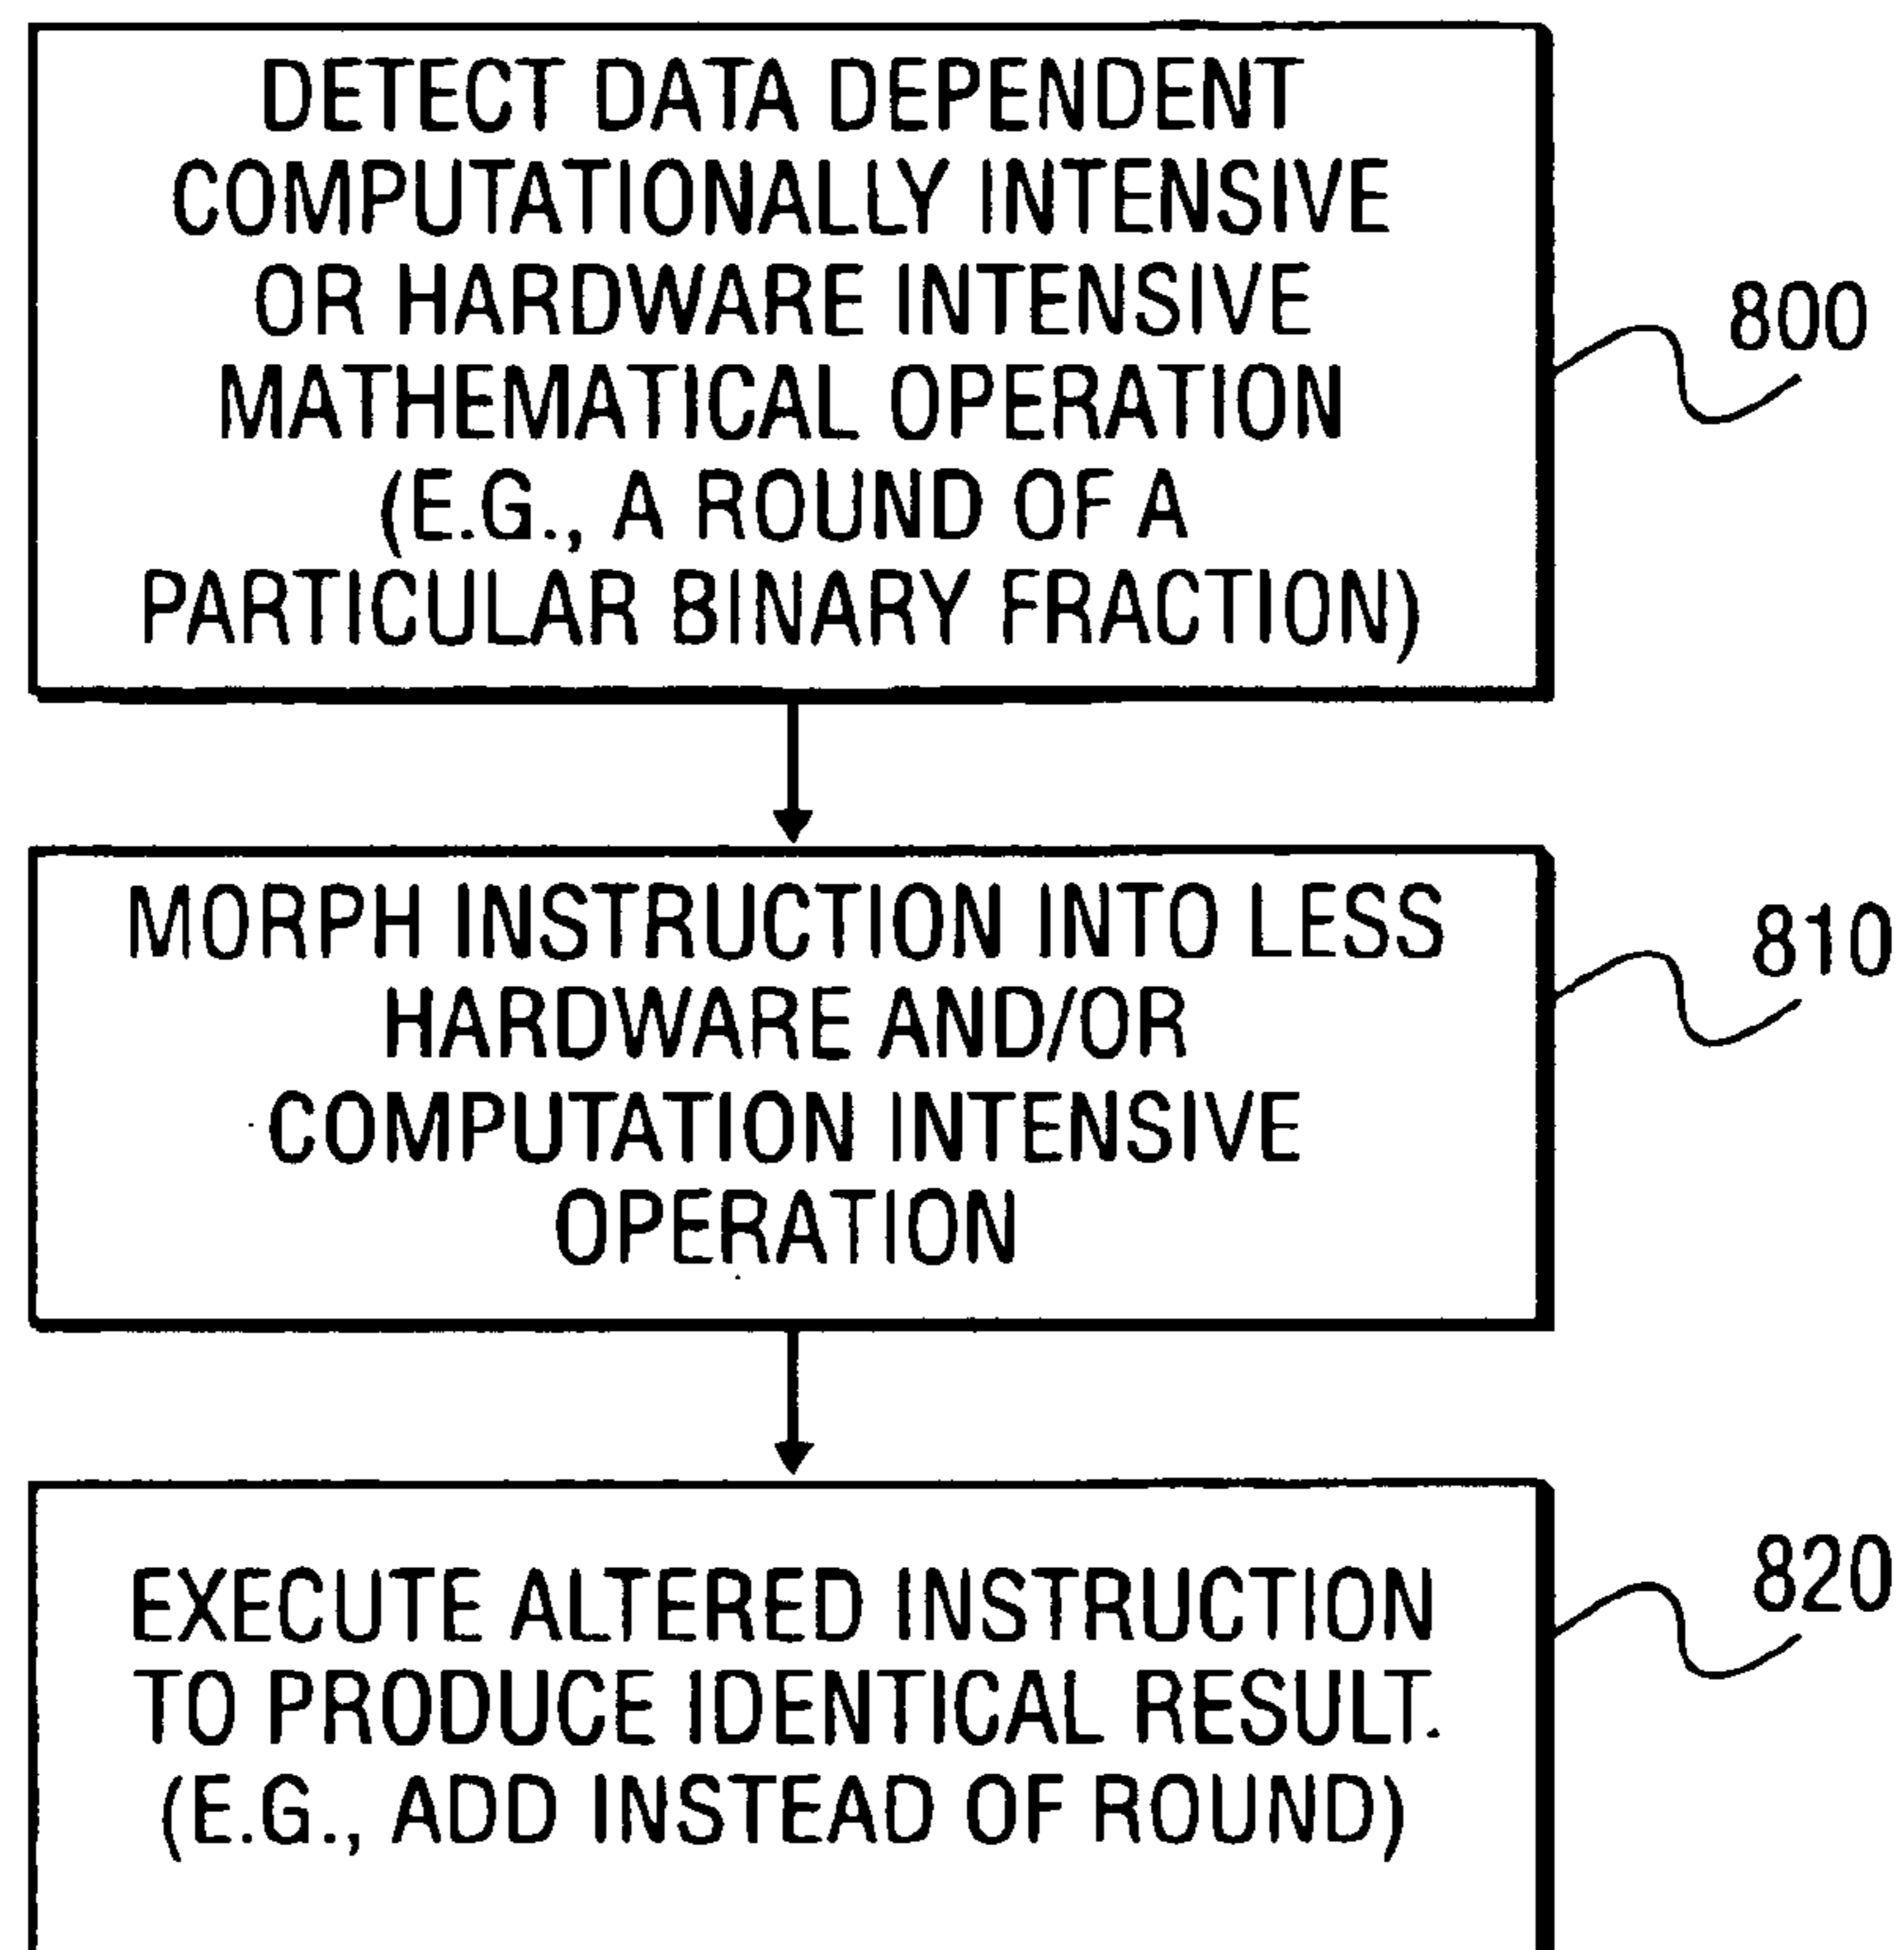 DETECT DATA DEPENDENT
COMPUTATIONALLY INTENSIVE
OR HARDWARE INTENSIVE
MATHEMATICAL OPERATION
(E.G., A ROUND OF A
PARTICULAR BINARY FRACTION)
800
MORPH INSTRUCTION INTO LESS
HARDWARE AND/OR
COMPUTATION INTENSIVE
OPERATION
810
EXECUTE ALTERED INSTRUCTION
TO PRODUCE IDENTICAL RESULT.
(E.G., ADD INSTEAD OF ROUND)
820